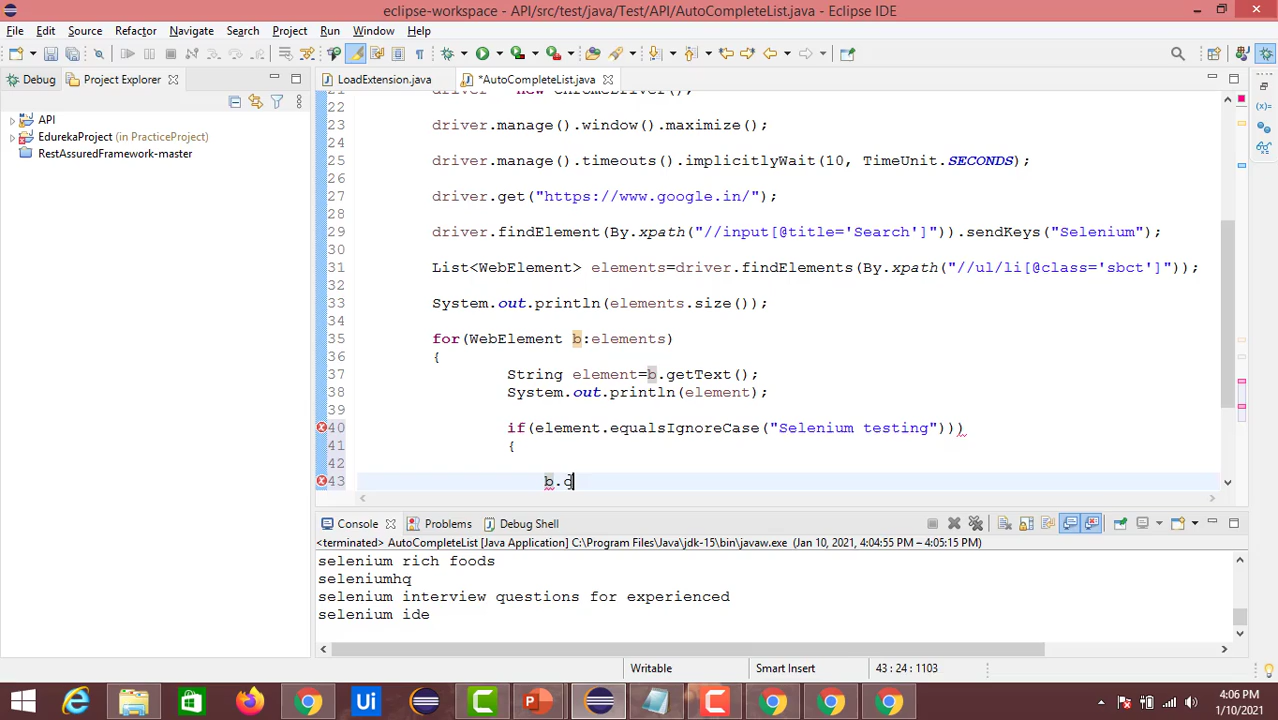 eclipse-workspace - API/src/test/java/Test/API/AutoCompleteList.java - Eclipse IDE
File Edit Source Refactor Navigate Search Project Run Window Help
Debug Project Explorer
LoadExtension.java *AutoCompleteList.java
API
EdurekaProject (in PracticeProject)
RestAssuredFramework-master
21 driver = new ChromeDriver();
22
23 driver.manage().window().maximize();
24
25 driver.manage().timeouts().implicitlyWait(10, TimeUnit.SECONDS);
26
27 driver.get("https://www.google.in/");
28
29 driver.findElement(By.xpath("//input[@title='Search']")).sendKeys("Selenium");
30
31 List<WebElement> elements=driver.findElements(By.xpath("//ul/li[@class='sbct']"));
32
33 System.out.println(elements.size());
34
35 for(WebElement b:elements)
36 {
37 String element=b.getText();
38 System.out.println(element);
39
40 if(element.equalsIgnoreCase("Selenium testing")))
41 {
42
43 b.c
Console Problems Debug Shell
<terminated> AutoCompleteList [Java Application] C:\Program Files\Java\jdk-15\bin\javaw.exe (Jan 10, 2021, 4:04:55 PM – 4:05:15 PM)
selenium rich foods
seleniumhq
selenium interview questions for experienced
selenium ide
Writable Smart Insert 43 : 24 : 1103
4:06 PM
1/10/2021